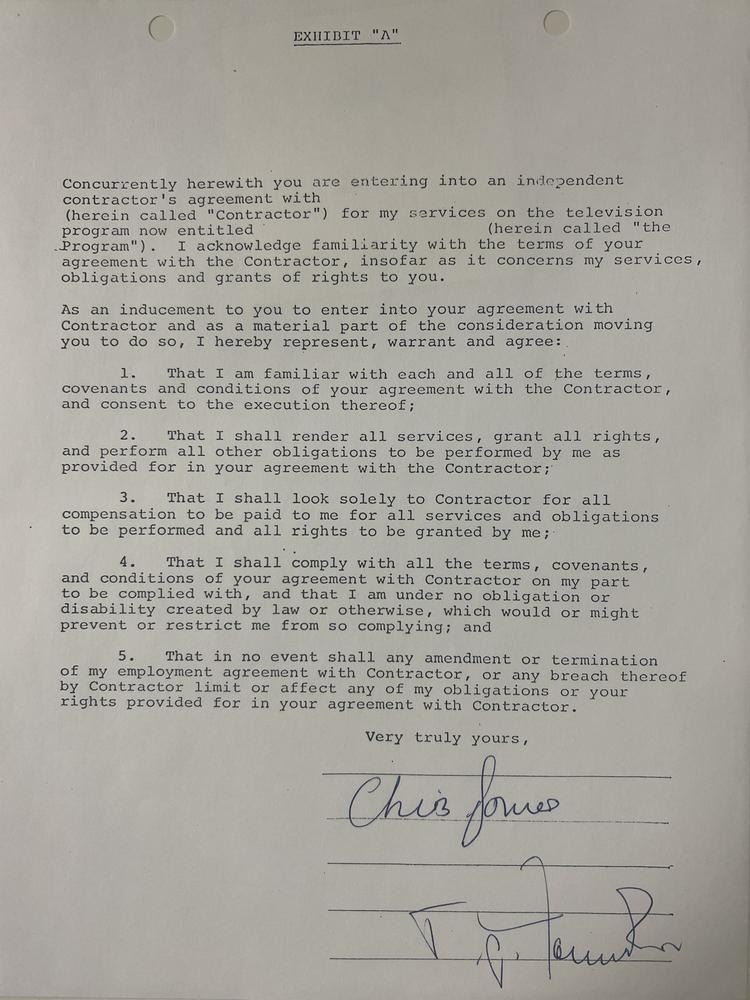 EXHIBIT "A"
Concurrently herewith you are entering into an independent
contractor's agreement with
(herein called "Contractor") for my services on the television
program now entitled (herein called "the
Program"). I acknowledge familiarity with the terms of your
agreement with the Contractor, insofar as it concerns my services,
obligations and grants of rights to you.
As an inducement to you to enter into your agreement with
Contractor and as a material part of the consideration moving
you to do so, I hereby represent, warrant and agree:
1. That I am familiar with each and all of the terms,
covenants and conditions of your agreement with the Contractor,
and consent to the execution thereof;
2. That I shall render all services, grant all rights,
and perform all other obligations to be performed by me as
provided for in your agreement with the Contractor;
3. That I shall look solely to Contractor for all
compensation to be paid to me for all services and obligations
to be performed and all rights to be granted by me;
4. That I shall comply with all the terms, covenants,
and conditions of your agreement with Contractor on my part
to be complied with, and that I am under no obligation or
disability created by law or otherwise, which would or might
prevent or restrict me from so complying; and
5. That in no event shall any amendment or termination
of my employment agreement with Contractor, or any breach thereof
by Contractor limit or affect any of my obligations or your
rights provided for in your agreement with Contractor.
Very truly yours,
Chris Jones